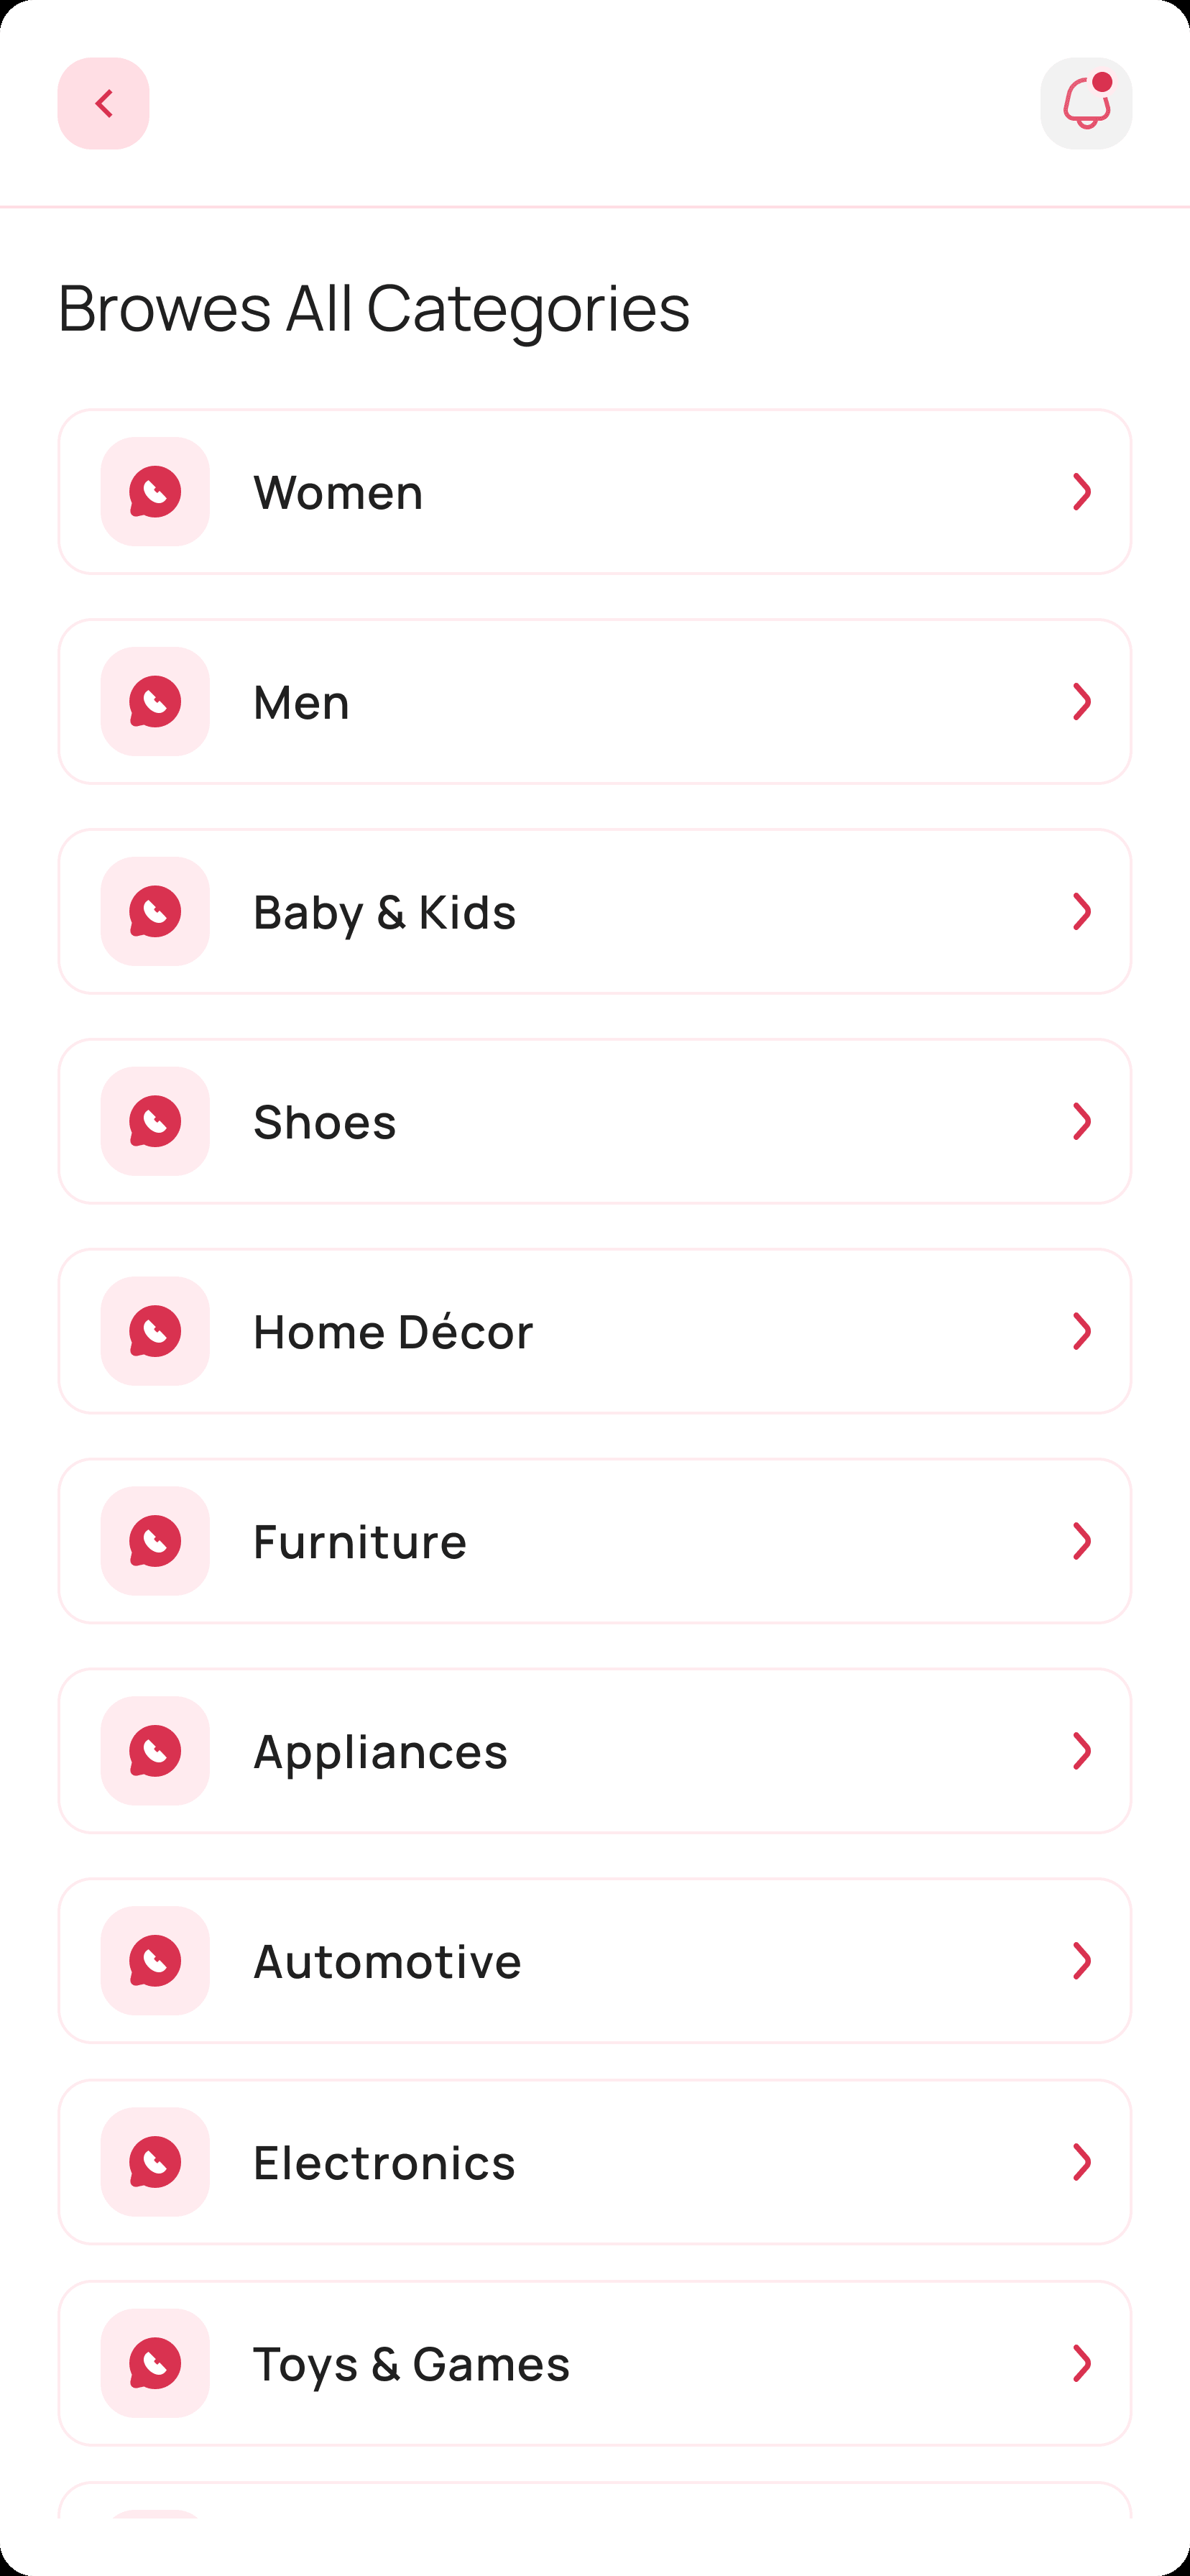 Browes All Categories
Women
Men
Baby & Kids
Shoes
Home Décor
Furniture
Appliances
Automotive
Electronics
Toys & Games